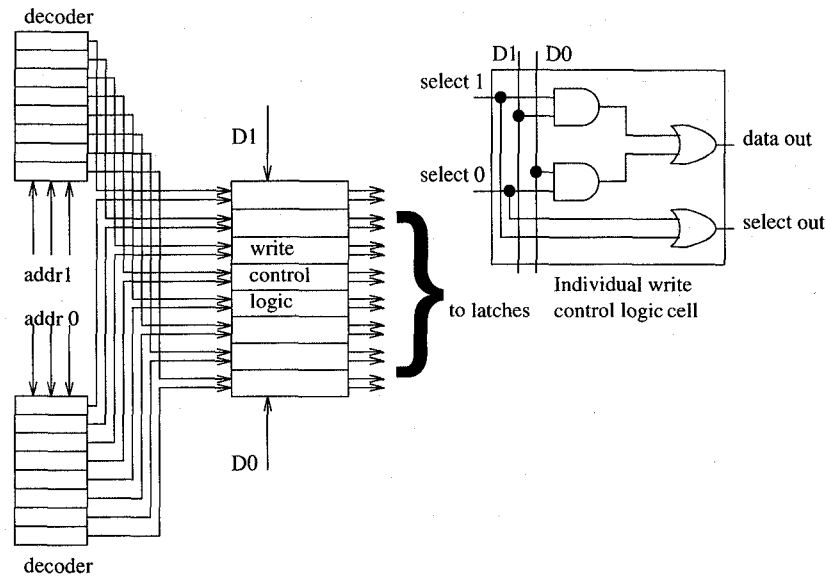 decoder
D1
D1 D0
select 1
data out
select 0
select out
write
control
logic
addr1
addr 0
to latches
Individual write
control logic cell
D0
decoder